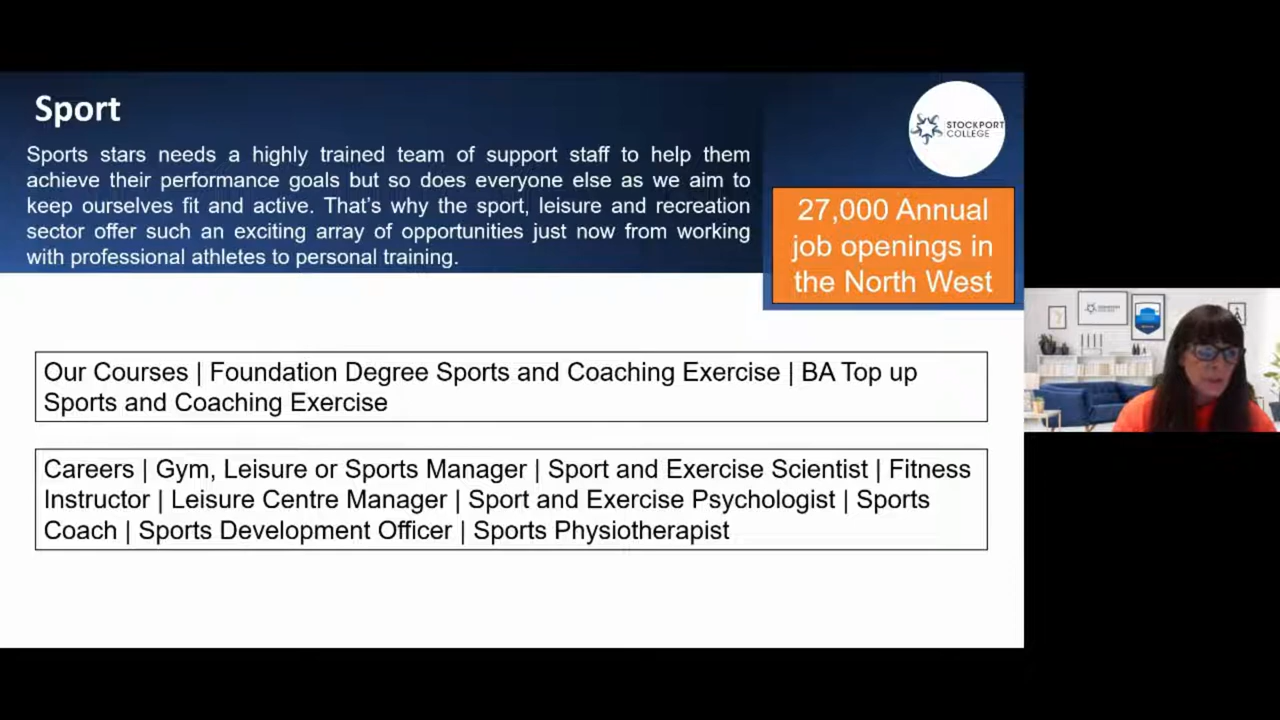 Sport
STOCKPORT
COLLEGE
Sports stars needs a highly trained team of support staff to help them
achieve their performance goals but so does everyone else as we aim to
keep ourselves fit and active. That's why the sport, leisure and recreation
sector offer such an exciting array of opportunities just now from working
with professional athletes to personal training.
27,000 Annual
job openings in
the North West
Our Courses | Foundation Degree Sports and Coaching Exercise | BA Top up
Sports and Coaching Exercise
Careers | Gym, Leisure or Sports Manager | Sport and Exercise Scientist | Fitness
Instructor | Leisure Centre Manager | Sport and Exercise Psychologist | Sports
Coach | Sports Development Officer | Sports Physiotherapist